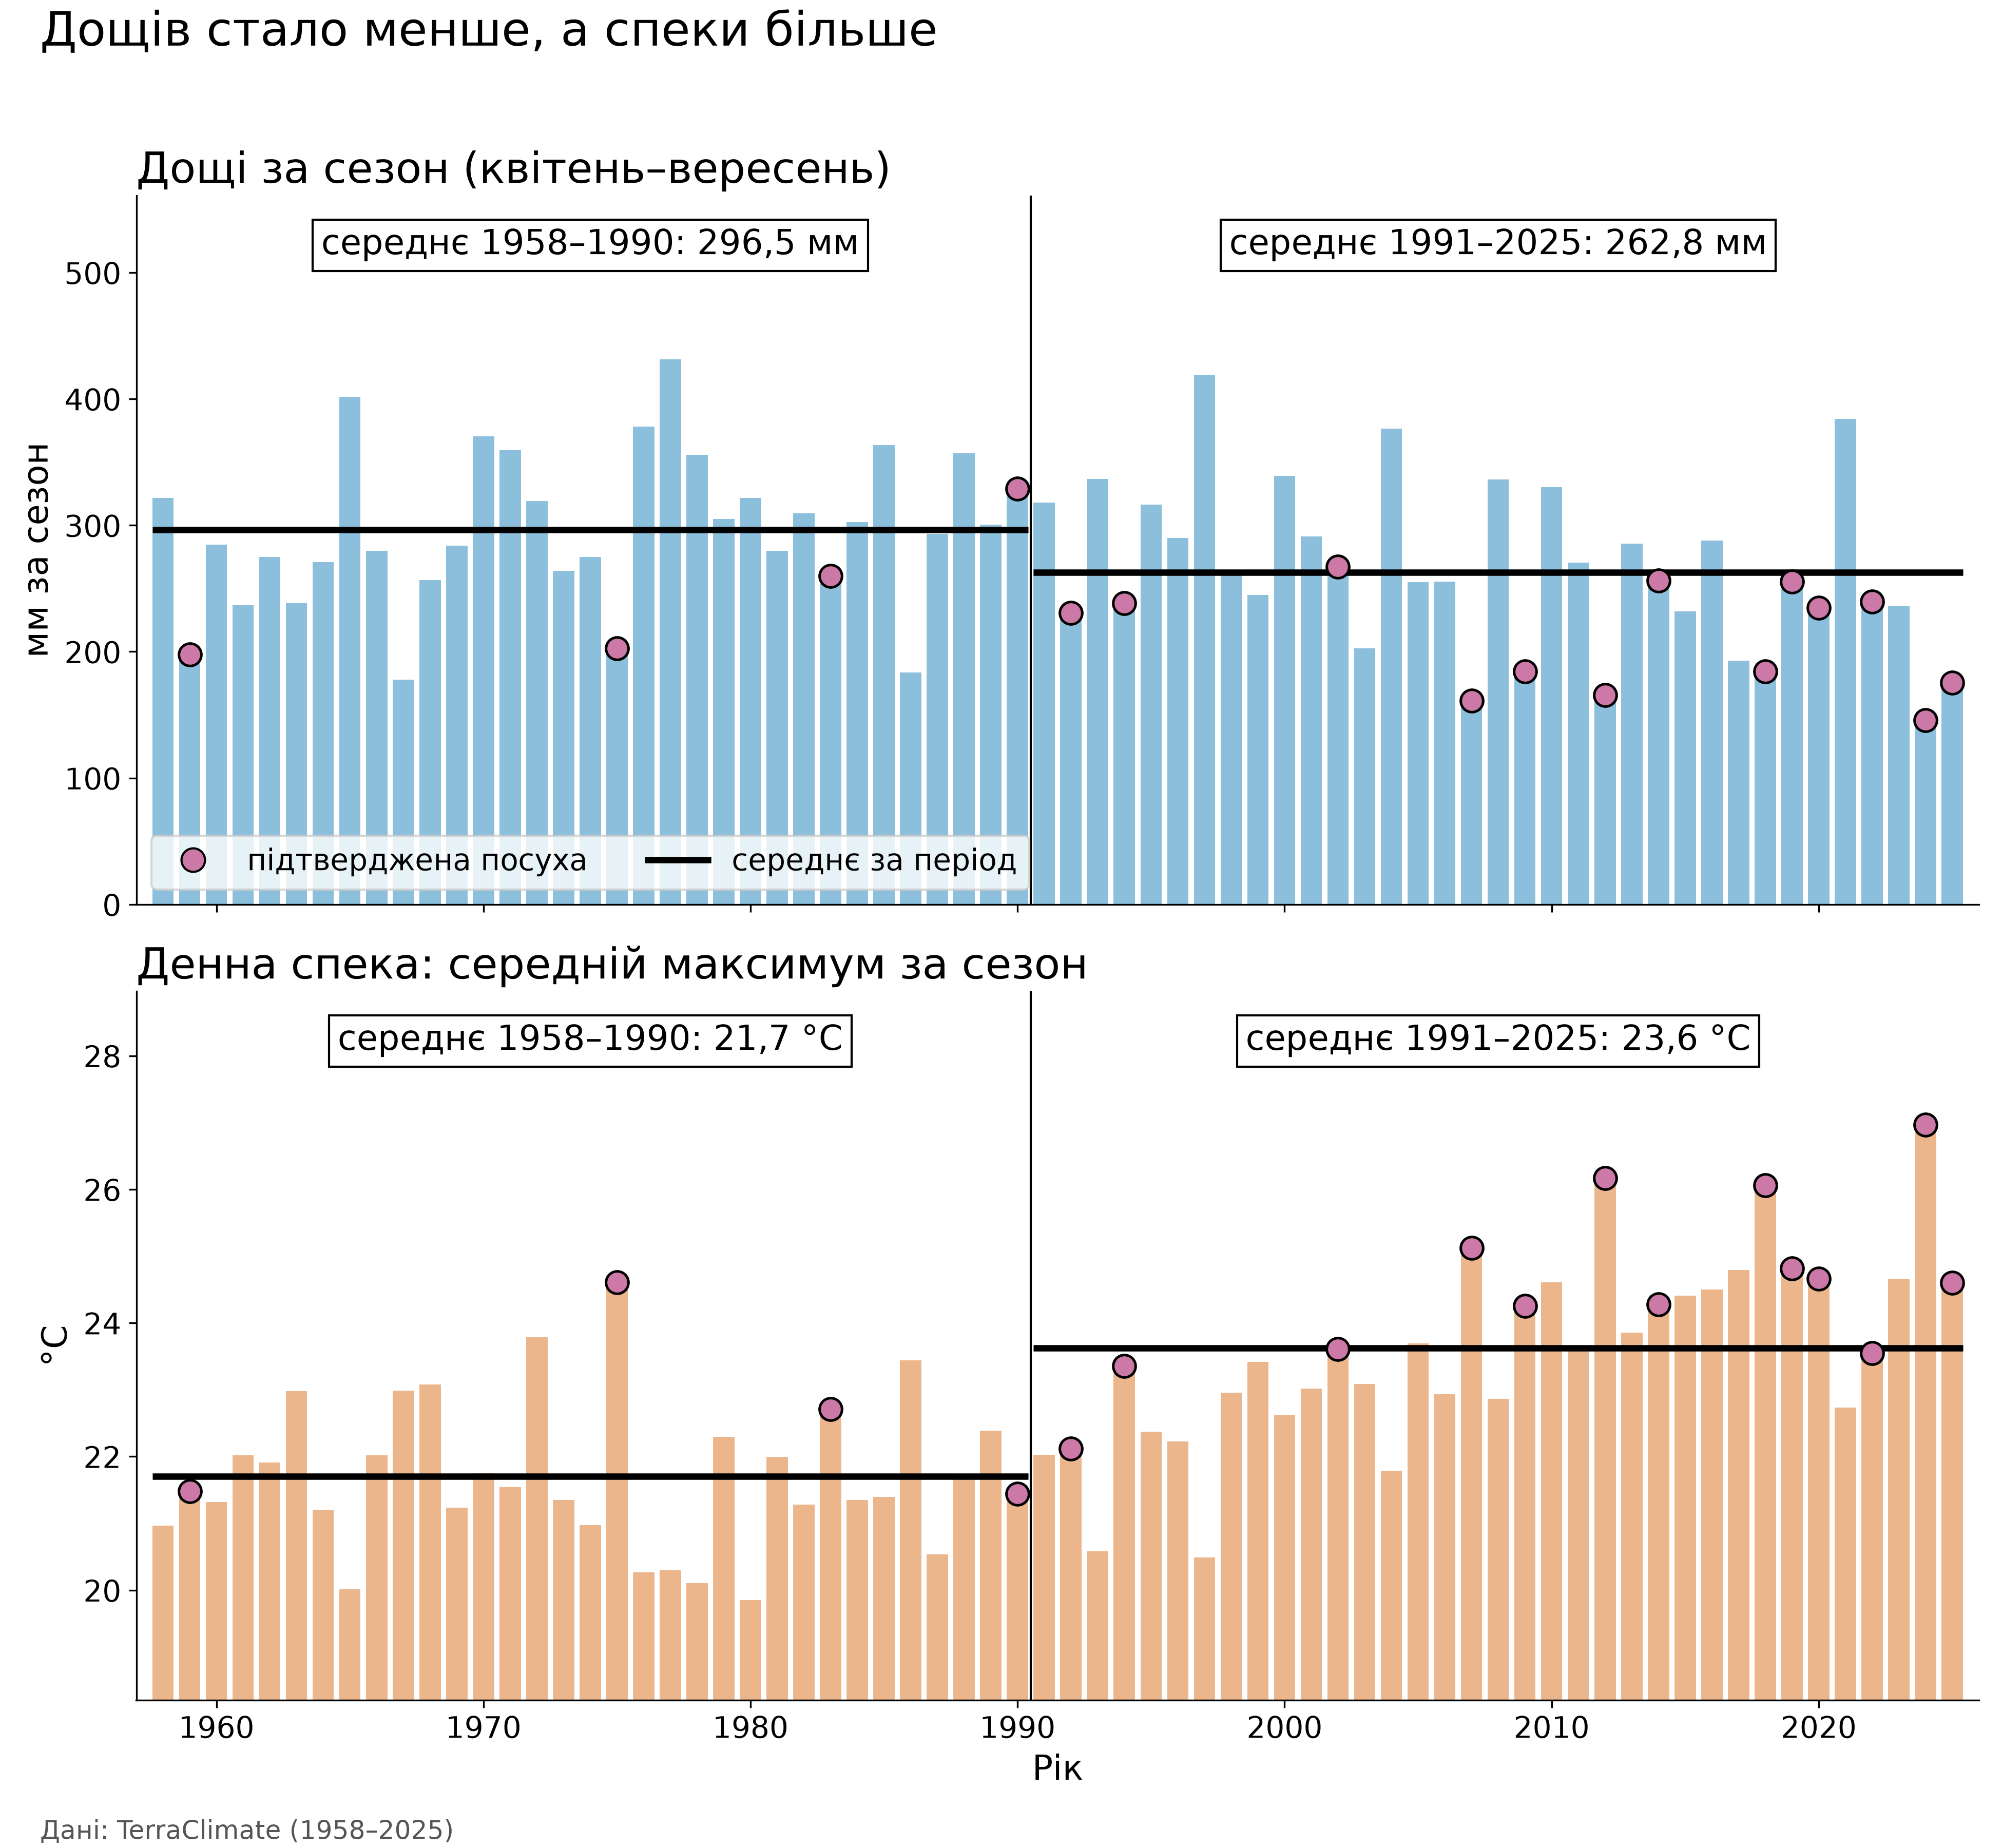 Дощів стало менше, а спеки більше
Дощі за сезон (квітень–вересень)
середнє 1958–1990: 296,5 мм
середнє 1991–2025: 262,8 мм
мм за сезон
500
400
300
200
100
0
підтверджена посуха
середнє за період
Денна спека: середній максимум за сезон
середнє 1958–1990: 21,7 °C
середнє 1991–2025: 23,6 °C
°C
28
26
24
22
20
1960 1970 1980 1990 2000 2010 2020
Рік
Дані: TerraClimate (1958–2025)